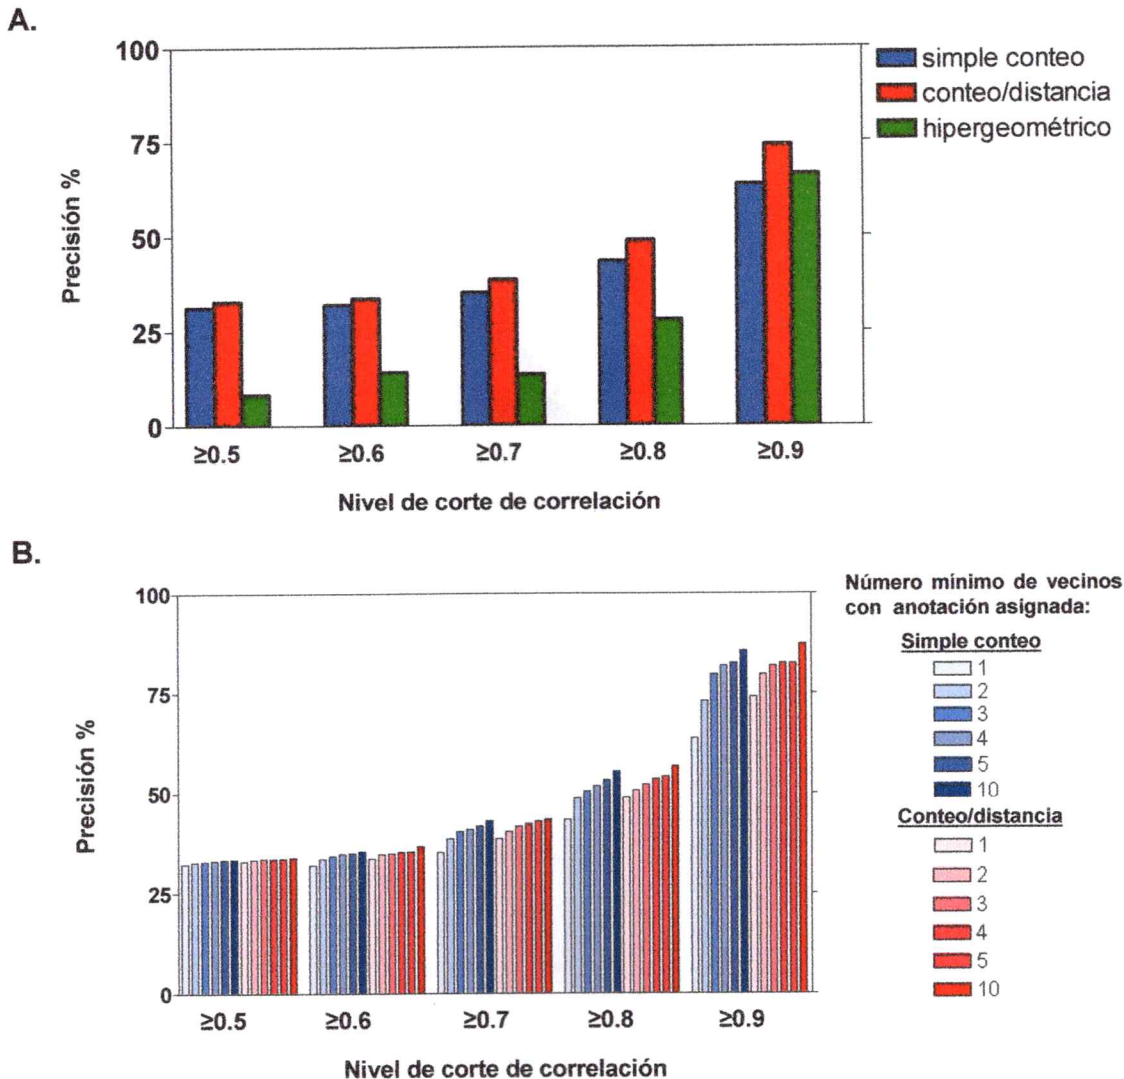 A.
100
75
50
25
0
Precisión %
≥0.5
≥0.6
≥0.7
≥0.8
≥0.9
Nivel de corte de correlación
simple conteo
conteo/distancia
hipergeométrico
B.
100
75
50
25
0
Precisión %
≥0.5
≥0.6
≥0.7
≥0.8
≥0.9
Nivel de corte de correlación
Número mínimo de vecinos
con anotación asignada:
Simple conteo
1
2
3
4
5
10
Conteo/distancia
1
2
3
4
5
10